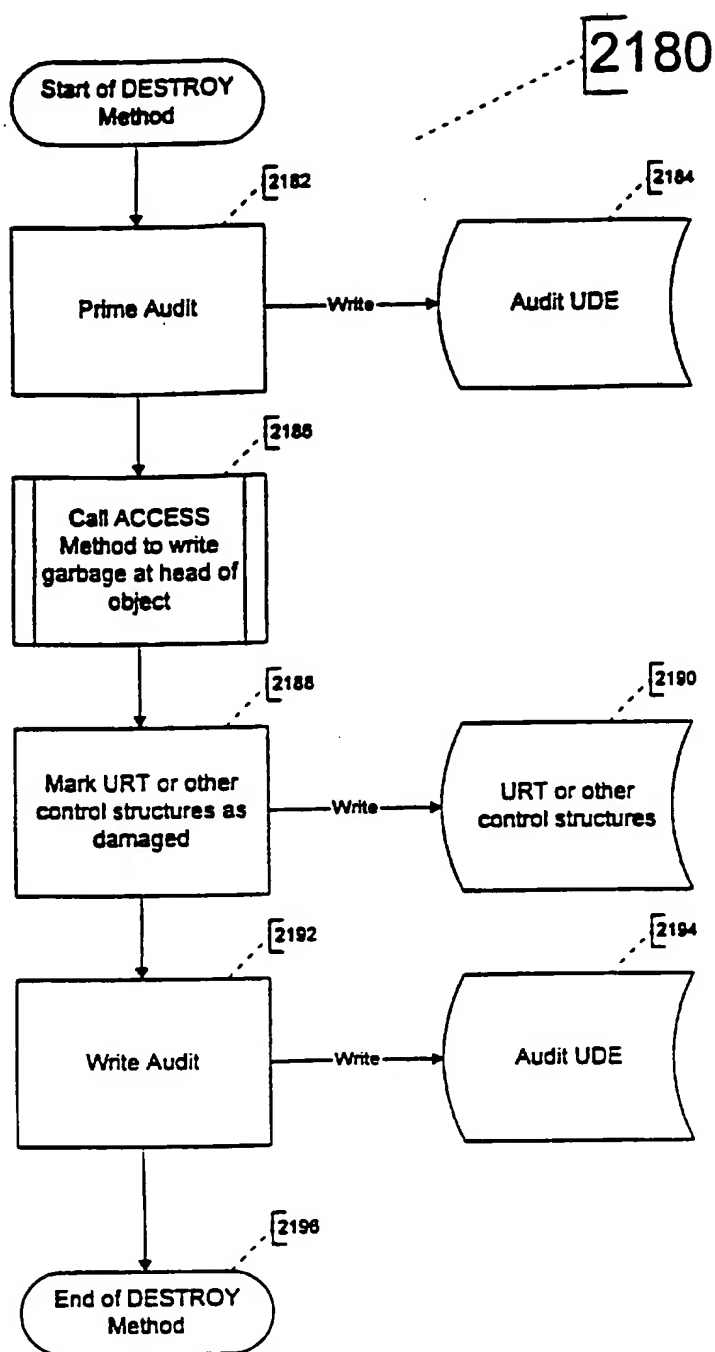 2180
Start of DESTROY
Method
2182
2184
Prime Audit
Write
Audit UDE
2186
Call ACCESS
Method to write
garbage at head of
object
2188
2190
Mark URT or other
control structures as
damaged
Write
URT or other
control structures
2192
2194
Write Audit
Write
Audit UDE
2196
End of DESTROY
Method